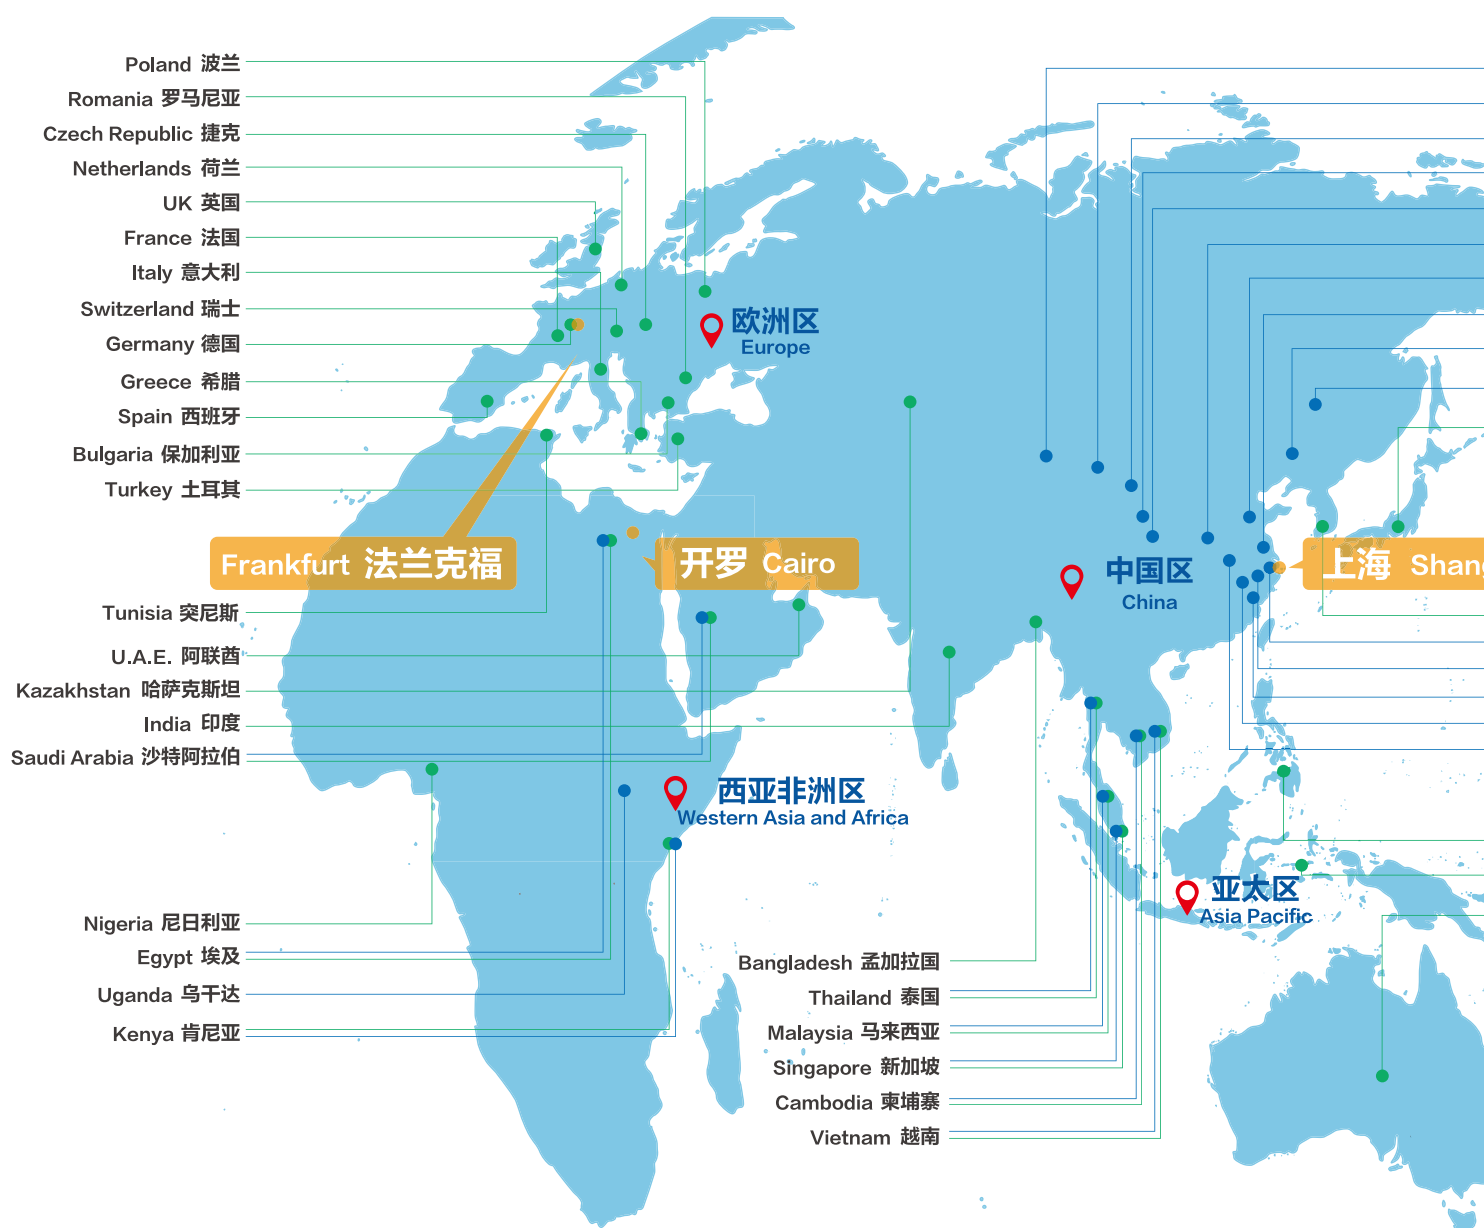 Poland 波兰
Romania 罗马尼亚
Czech Republic 捷克
Netherlands 荷兰
UK 英国
France 法国
Italy 意大利
Switzerland 瑞士
Germany 德国
Greece 希腊
Spain 西班牙
Bulgaria 保加利亚
Turkey 土耳其
欧洲区
Europe
Frankfurt 法兰克福
开罗 Cairo
中国区
China
上海 Shang
Tunisia 突尼斯
U.A.E. 阿联酋
Kazakhstan 哈萨克斯坦
India 印度
Saudi Arabia 沙特阿拉伯
西亚非洲区
Western Asia and Africa
亚太区
Asia Pacific
Nigeria 尼日利亚
Egypt 埃及
Uganda 乌干达
Kenya 肯尼亚
Bangladesh 孟加拉国
Thailand 泰国
Malaysia 马来西亚
Singapore 新加坡
Cambodia 柬埔寨
Vietnam 越南